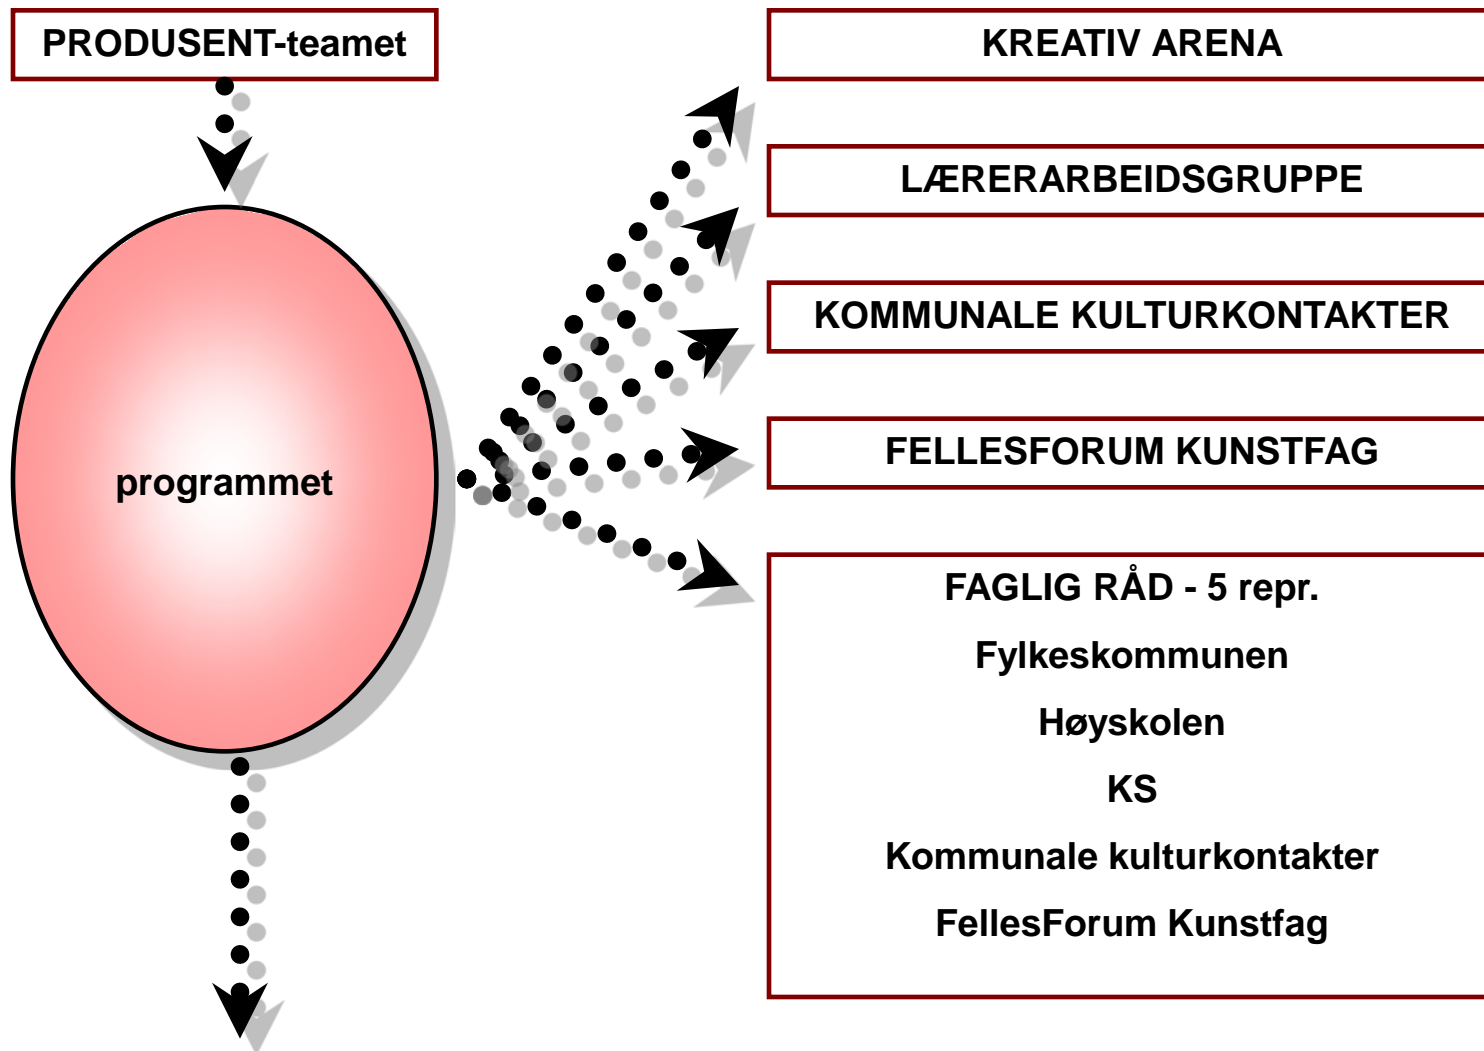 PRODUSENT-teamet
programmet
KREATIV ARENA
LÆRERARBEIDSGRUPPE
KOMMUNALE KULTURKONTAKTER
FELLESFORUM KUNSTFAG
FAGLIG RÅD - 5 repr.
Fylkeskommunen
Høyskolen
KS
Kommunale kulturkontakter
FellesForum Kunstfag